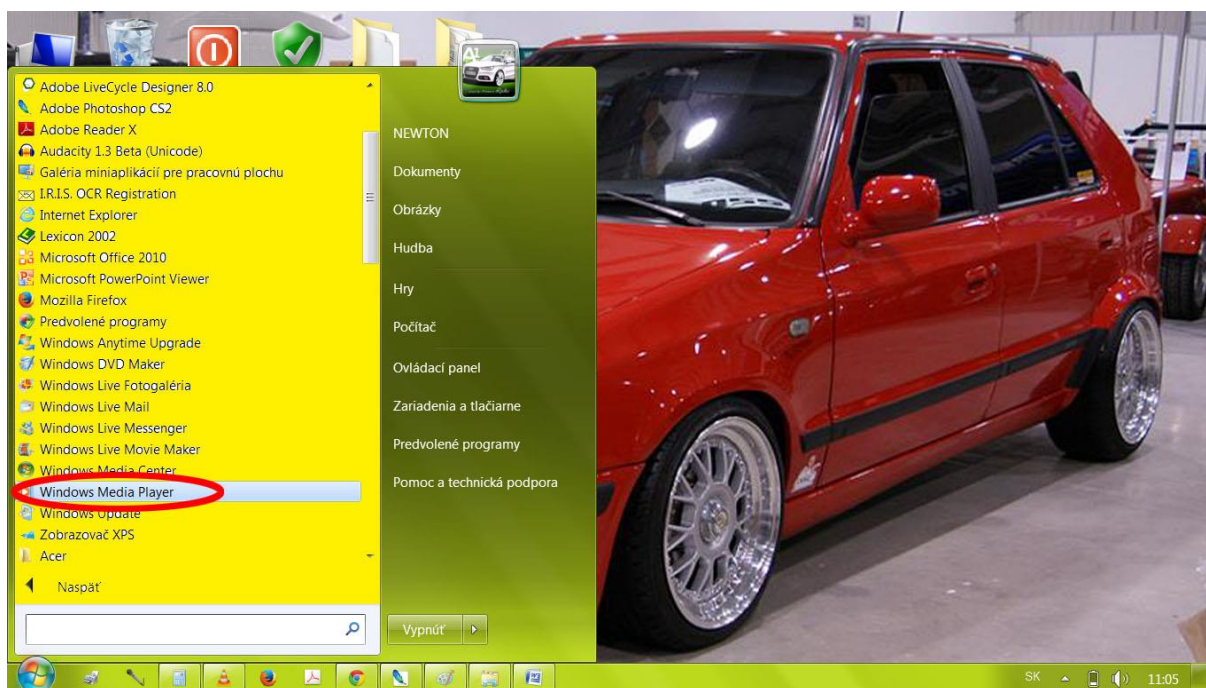 Adobe LiveCycle Designer 8.0
Adobe Photoshop CS2
Adobe Reader X
Audacity 1.3 Beta (Unicode)
Galéria miniaplikácií pre pracovnú plochu
I.R.I.S. OCR Registration
Internet Explorer
Lexicon 2002
Microsoft Office 2010
Microsoft PowerPoint Viewer
Mozilla Firefox
Predvolené programy
Windows Anytime Upgrade
Windows DVD Maker
Windows Live Fotogaléria
Windows Live Mail
Windows Live Messenger
Windows Live Movie Maker
Windows Media Center
Windows Media Player
Windows Update
Zobrazovač XPS
Acer
Naspäť
A1
NEWTON
Dokumenty
Obrázky
Hudba
Hry
Počítač
Ovládací panel
Zariadenia a tlačiarne
Predvolené programy
Pomoc a technická podpora
Vypnúť
SK
11:05